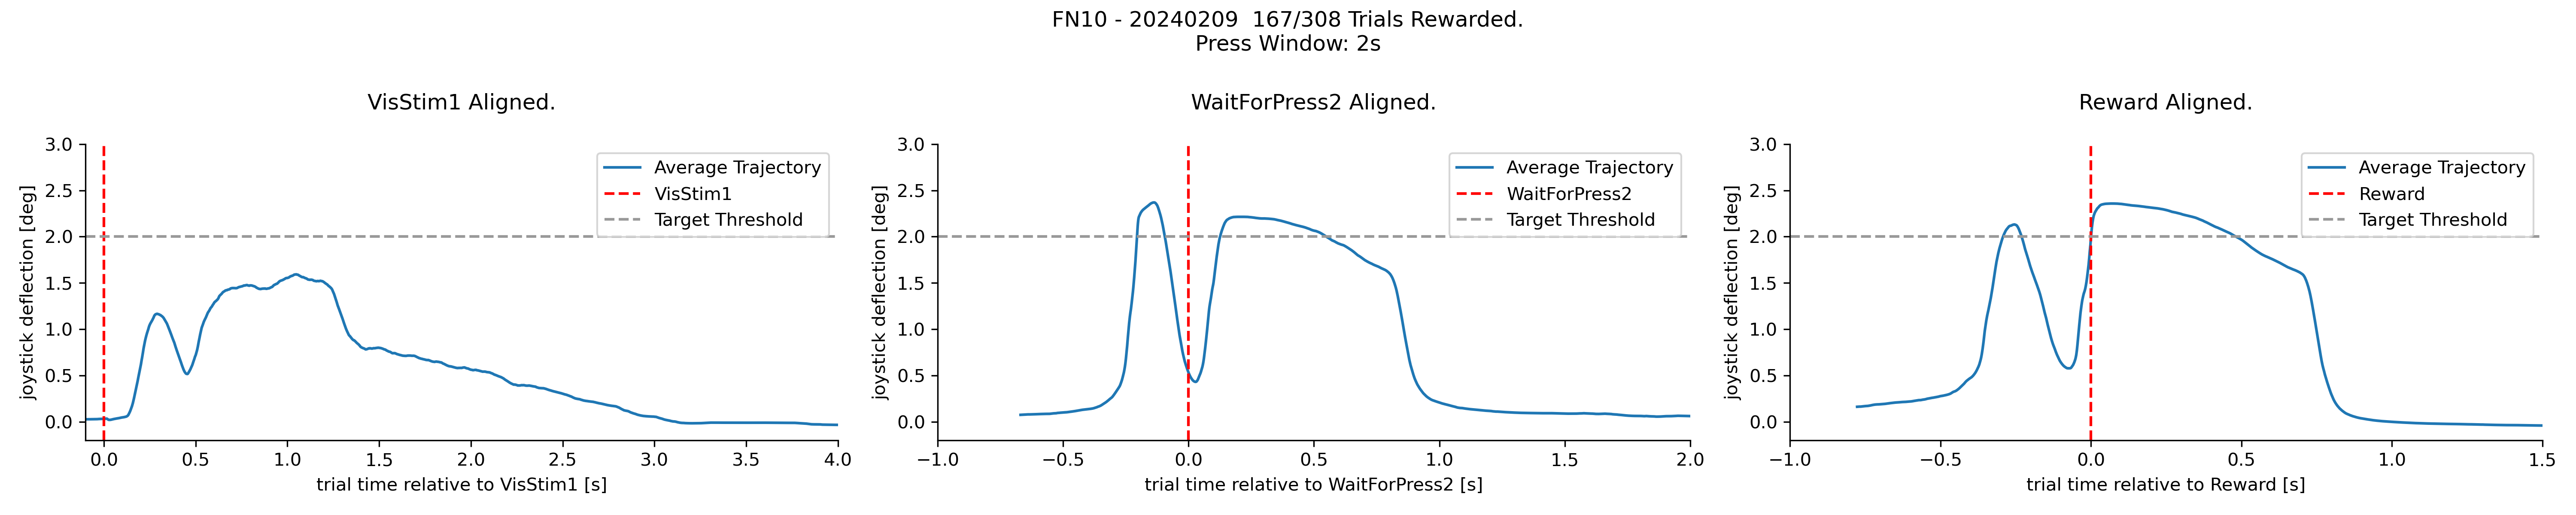 FN10 - 20240209  167/308 Trials Rewarded.
Press Window: 2s
VisStim1 Aligned.
3.0
2.5
2.0
1.5
1.0
0.5
0.0
joystick deflection [deg]
Average Trajectory
VisStim1
Target Threshold
0.0 0.5 1.0 1.5 2.0 2.5 3.0 3.5 4.0
trial time relative to VisStim1 [s]
WaitForPress2 Aligned.
3.0
2.5
2.0
1.5
1.0
0.5
0.0
joystick deflection [deg]
Average Trajectory
WaitForPress2
Target Threshold
−1.0 −0.5 0.0 0.5 1.0 1.5 2.0
trial time relative to WaitForPress2 [s]
Reward Aligned.
3.0
2.5
2.0
1.5
1.0
0.5
0.0
joystick deflection [deg]
Average Trajectory
Reward
Target Threshold
−1.0 −0.5 0.0 0.5 1.0 1.5
trial time relative to Reward [s]